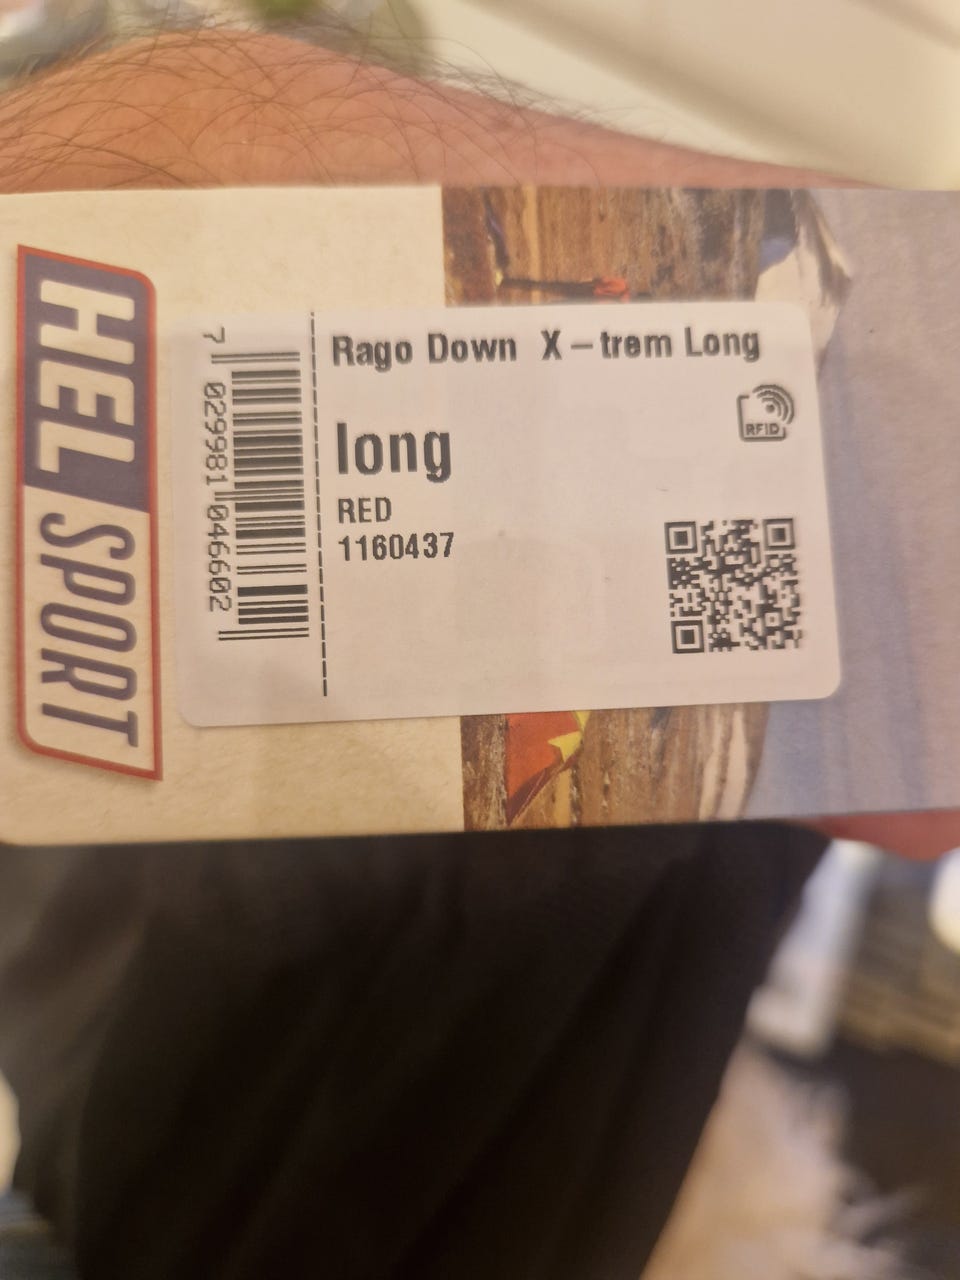 HEL SPORT
7 029981 046602
Rago Down X-trem Long
RFID
long
RED
1160437